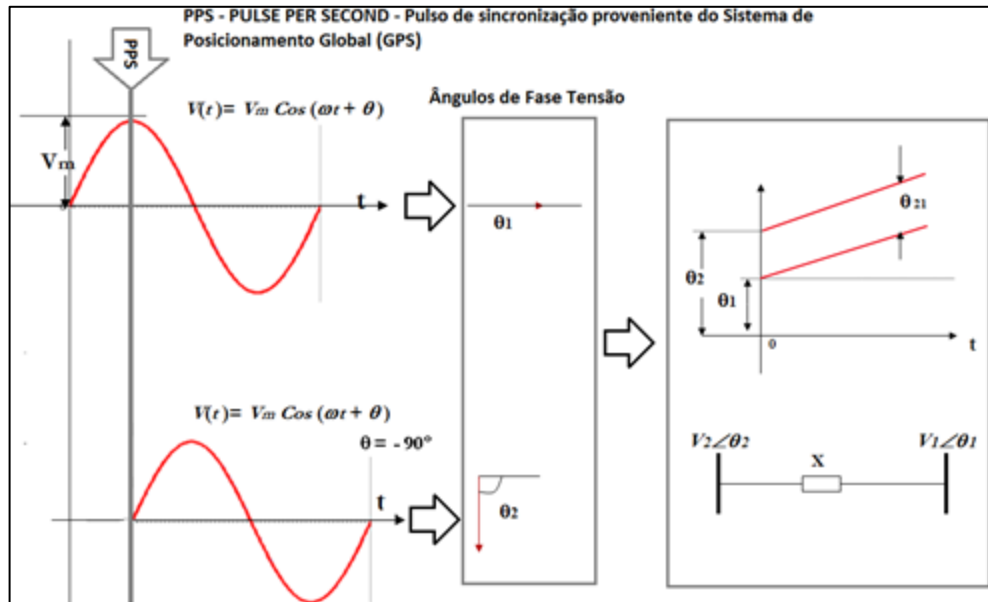 PPS - PULSE PER SECOND - Pulso de sincronização proveniente do Sistema de
Posicionamento Global (GPS)
PPS
V(t)= Vm Cos (ωt + θ)
Vm
t
Ângulos de Fase Tensão
θ1
θ21
θ2
θ1
0
t
V(t)= Vm Cos (ωt + θ)
θ = - 90°
t
θ2
V2∠θ2
X
V1∠θ1